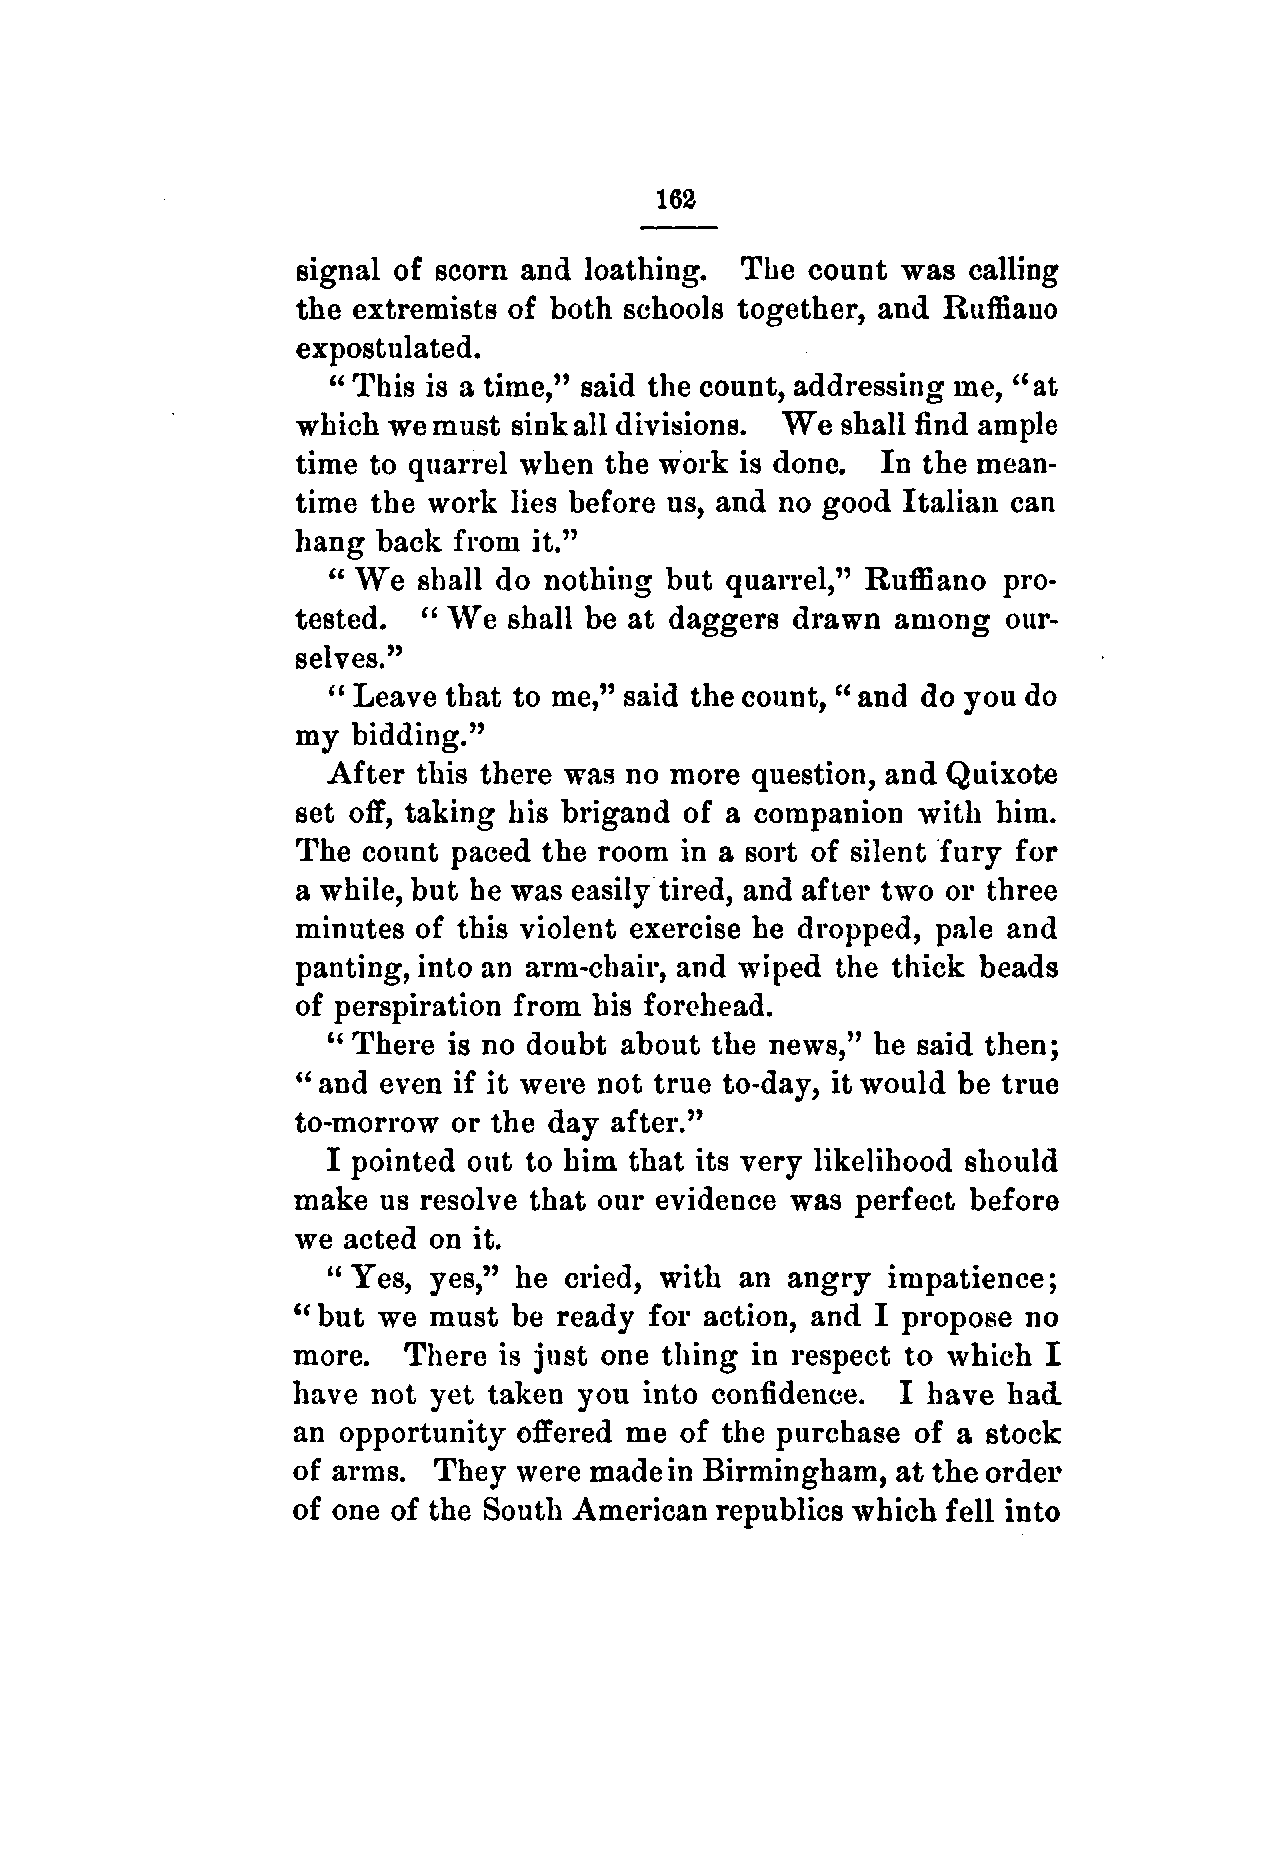 162
signal of scorn and loathing. The count was calling
the extremists of both schools together, and Ruffiano
expostulated.
“This is a time,” said the count, addressing me, “at
which we must sink all divisions. We shall find ample
time to quarrel when the work is done. In the mean-
time the work lies before us, and no good Italian can
hang back from it.”
“We shall do nothing but quarrel,” Ruffiano pro-
tested. “We shall be at daggers drawn among our-
selves.”
“Leave that to me,” said the count, “and do you do
my bidding.”
After this there was no more question, and Quixote
set off, taking his brigand of a companion with him.
The count paced the room in a sort of silent fury for
a while, but he was easily tired, and after two or three
minutes of this violent exercise he dropped, pale and
panting, into an arm-chair, and wiped the thick beads
of perspiration from his forehead.
“There is no doubt about the news,” he said then;
“and even if it were not true to-day, it would be true
to-morrow or the day after.”
I pointed out to him that its very likelihood should
make us resolve that our evidence was perfect before
we acted on it.
“Yes, yes,” he cried, with an angry impatience;
“but we must be ready for action, and I propose no
more. There is just one thing in respect to which I
have not yet taken you into confidence. I have had
an opportunity offered me of the purchase of a stock
of arms. They were made in Birmingham, at the order
of one of the South American republics which fell into